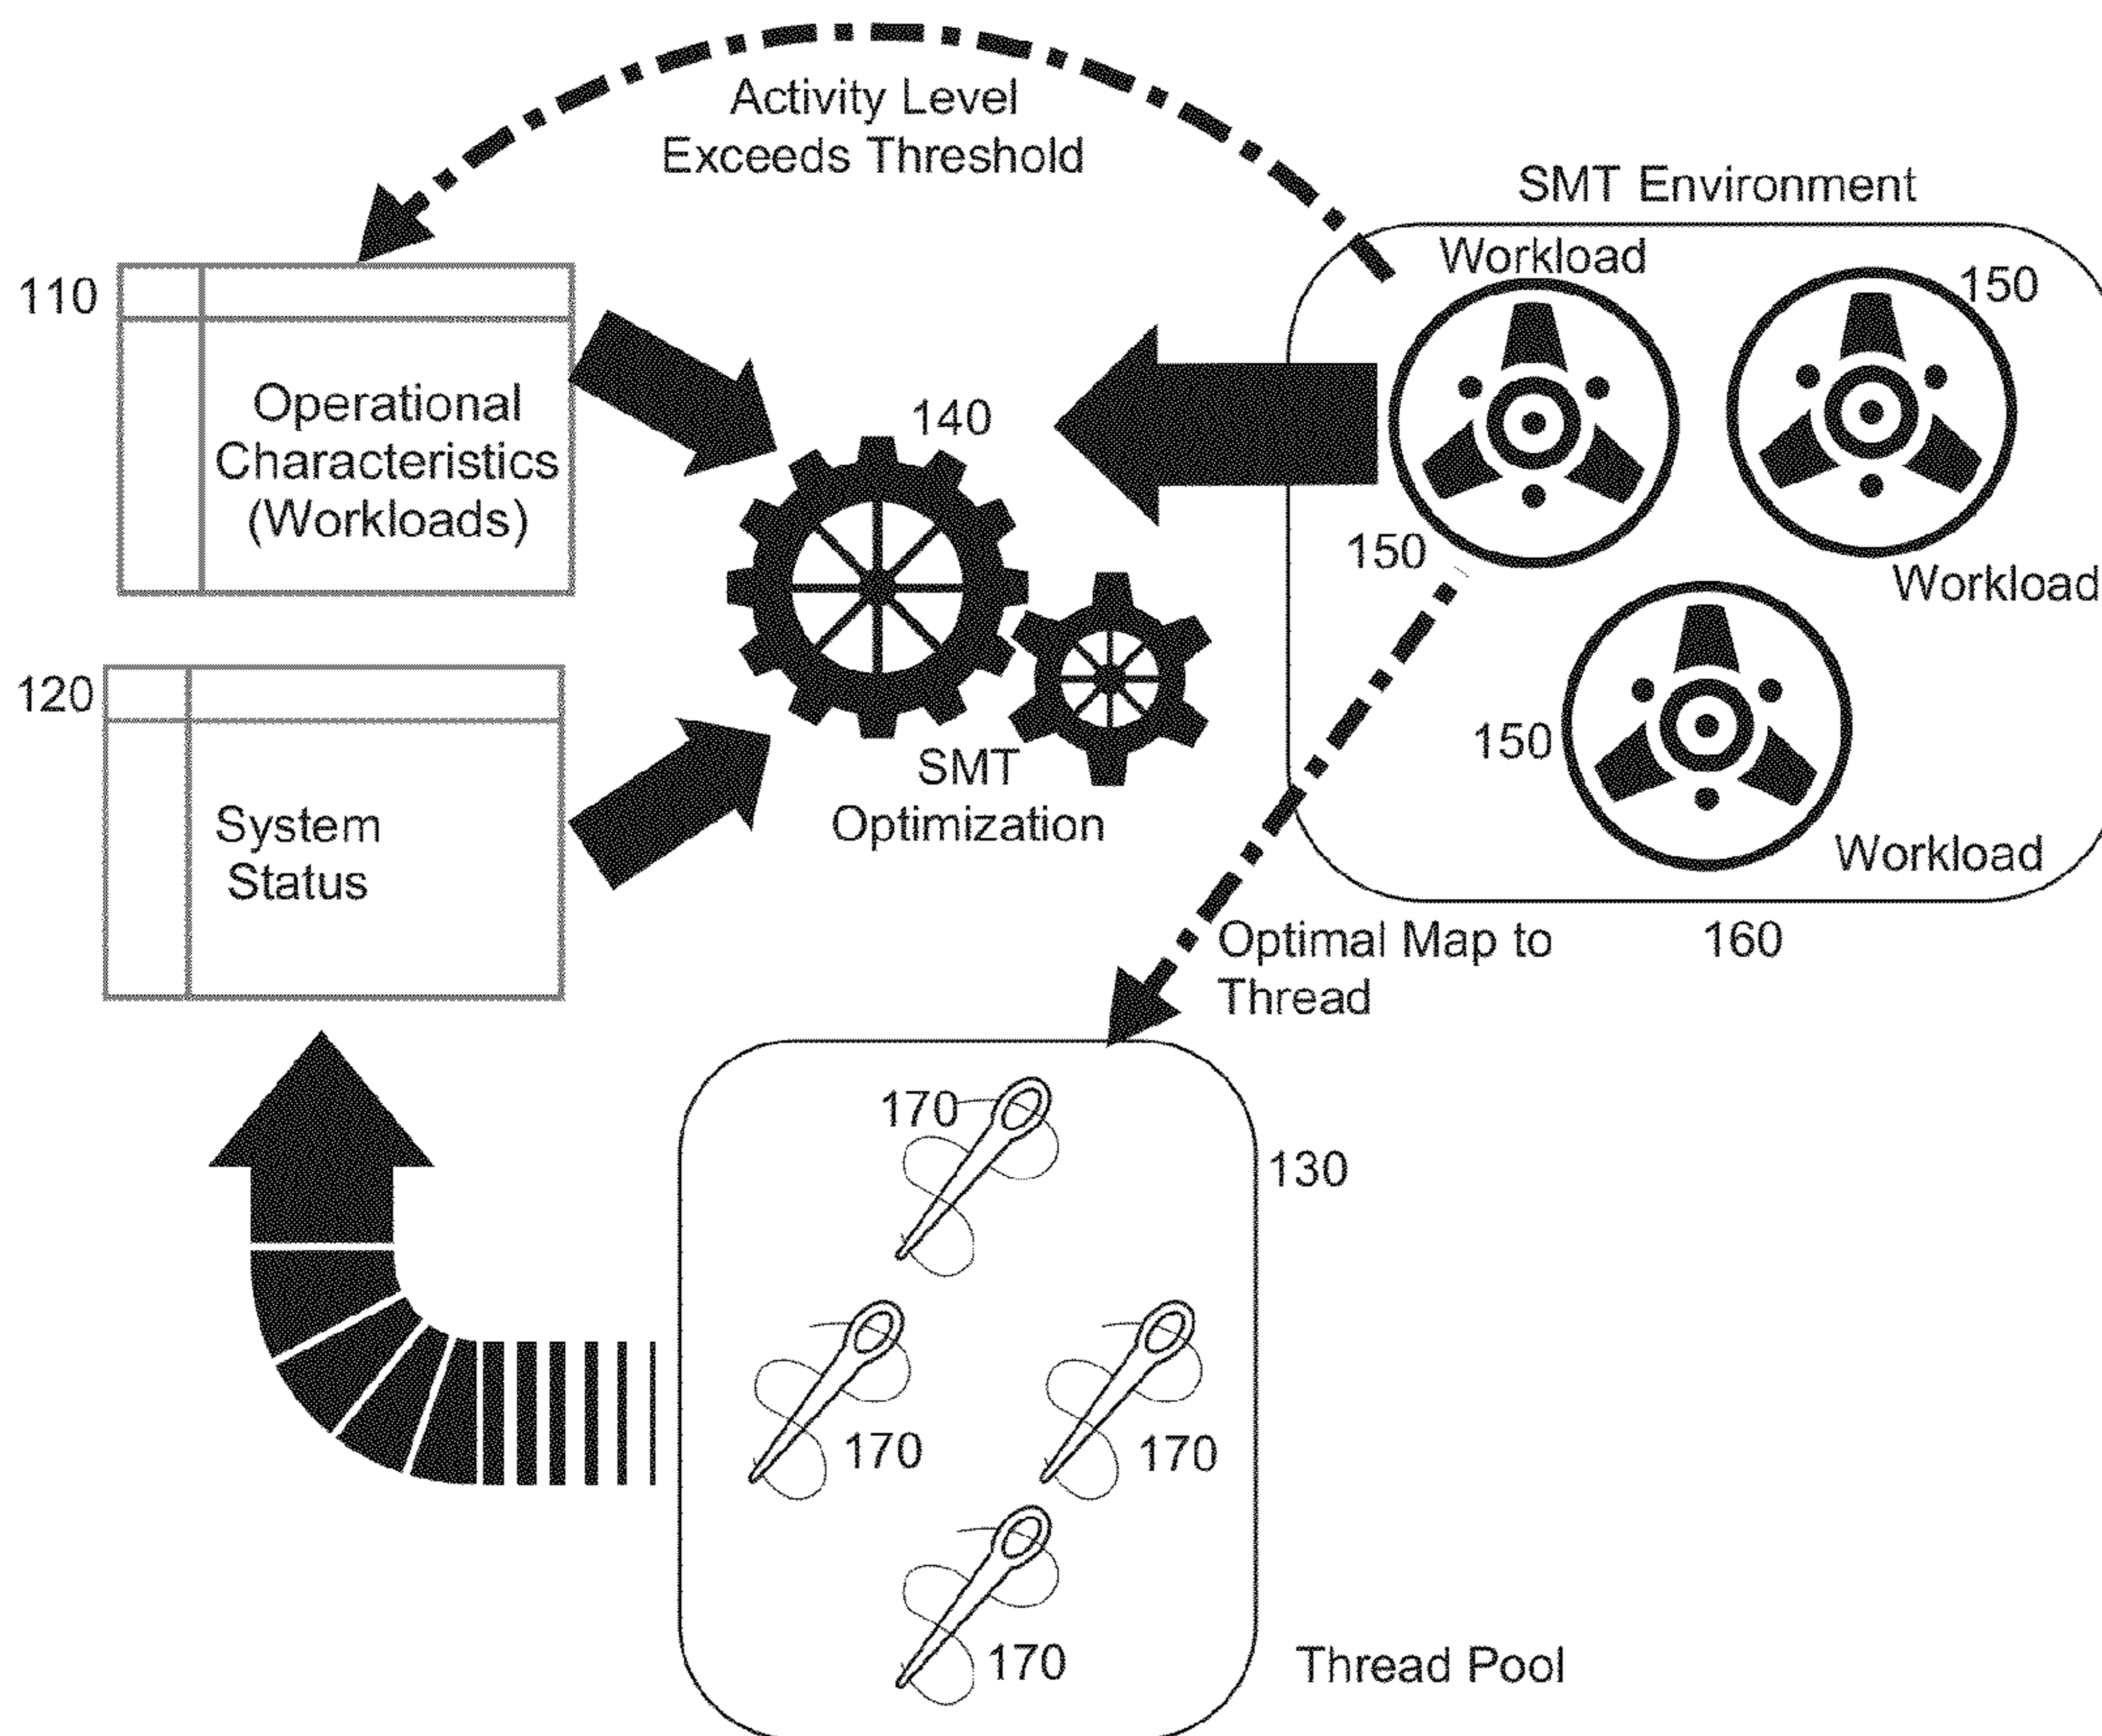 Activity Level
Exceeds Threshold
SMT Environment
Workload
150
110
Operational
Characteristics
(Workloads)
140
150
Workload
120
System
Status
SMT
Optimization
150
Workload
Optimal Map to
Thread
160
170
130
170
170
170
Thread Pool